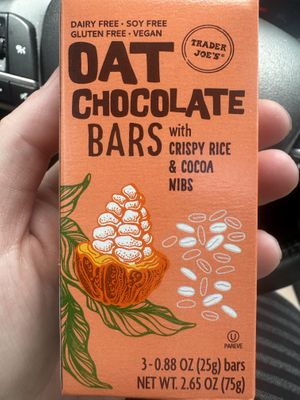 DAIRY FREE • SOY FREE
GLUTEN FREE • VEGAN
TRADER
JOE'S®
OAT
CHOCOLATE
BARS with
CRISPY RICE
& COCOA
NIBS
U
PAREVE
3-0.88 OZ (25g) bars
NET WT. 2.65 OZ (75g)